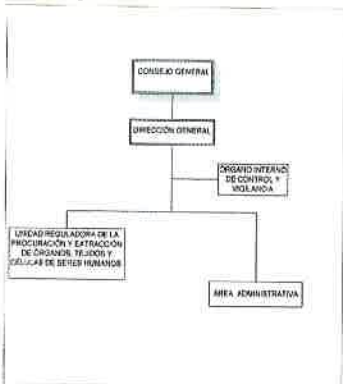 CONSEJO GENERAL
DIRECCIÓN GENERAL
ÓRGANO INTERNO
DE CONTROL Y
VIGILANCIA
UNIDAD REGULADORA DE LA
PROCURACIÓN Y EXTRACCIÓN
DE ÓRGANOS, TEJIDOS Y
CÉLULAS DE SERES HUMANOS
ÁREA ADMINISTRATIVA